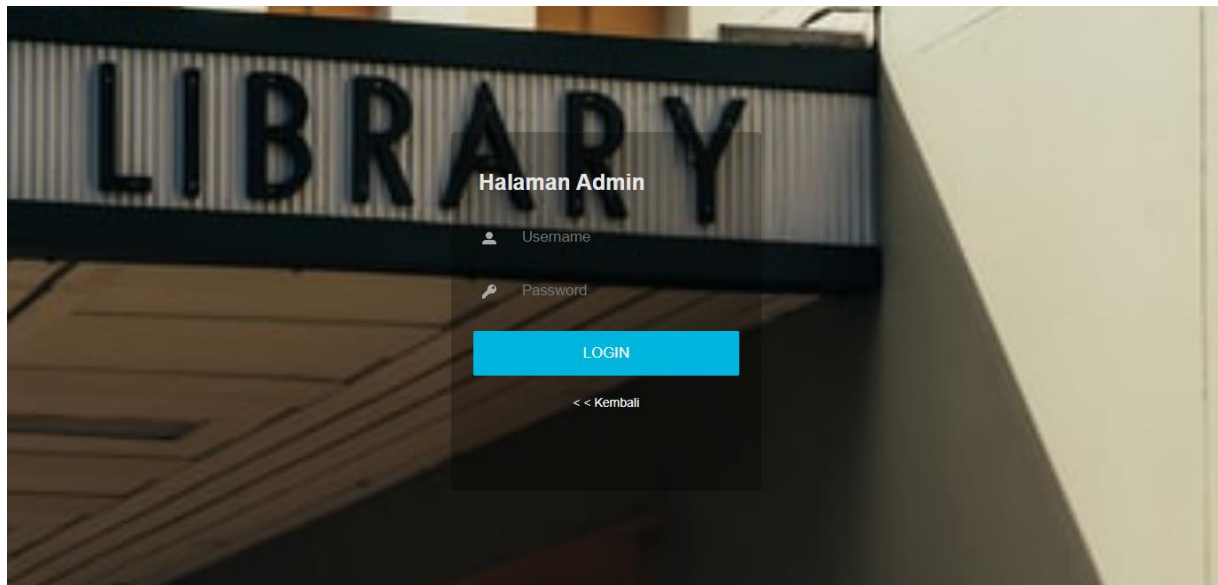 LIBRARY
Halaman Admin
Username
Password
LOGIN
< < Kembali